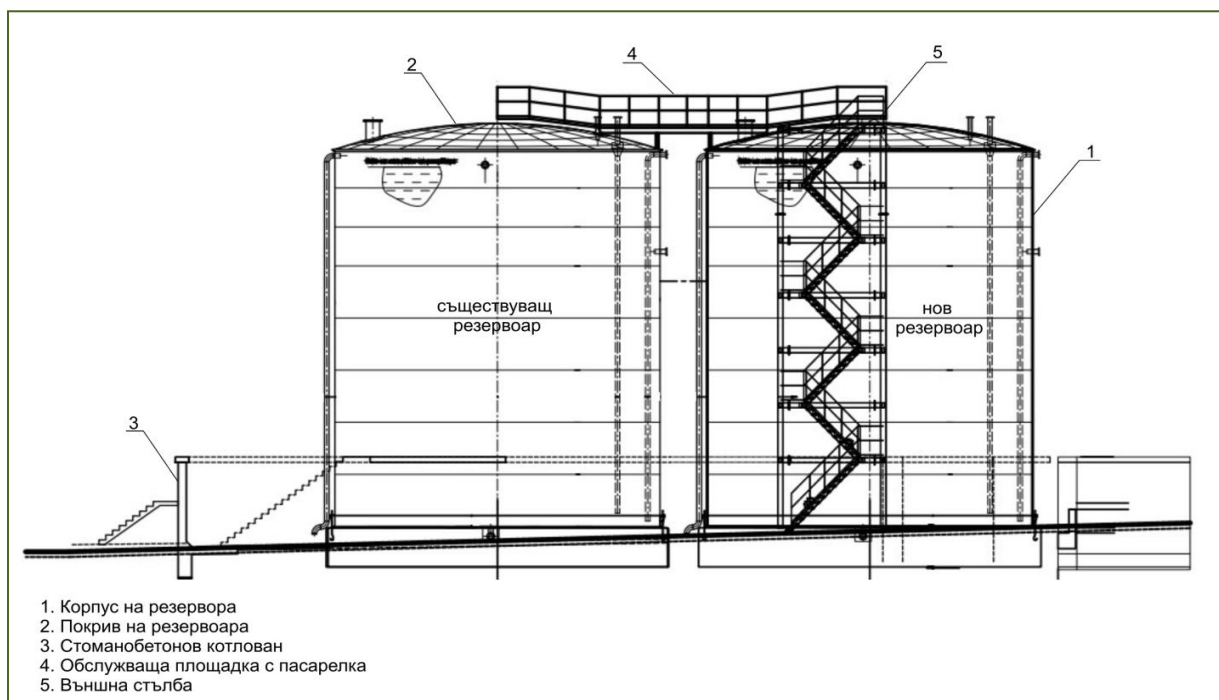 2
4
5
1
съществуващ
резервоар
нов
резервоар
3
1. Корпус на резервора
2. Покрив на резервоара
3. Стоманобетонов котлован
4. Обслужваща площадка с пасарелка
5. Външна стълба